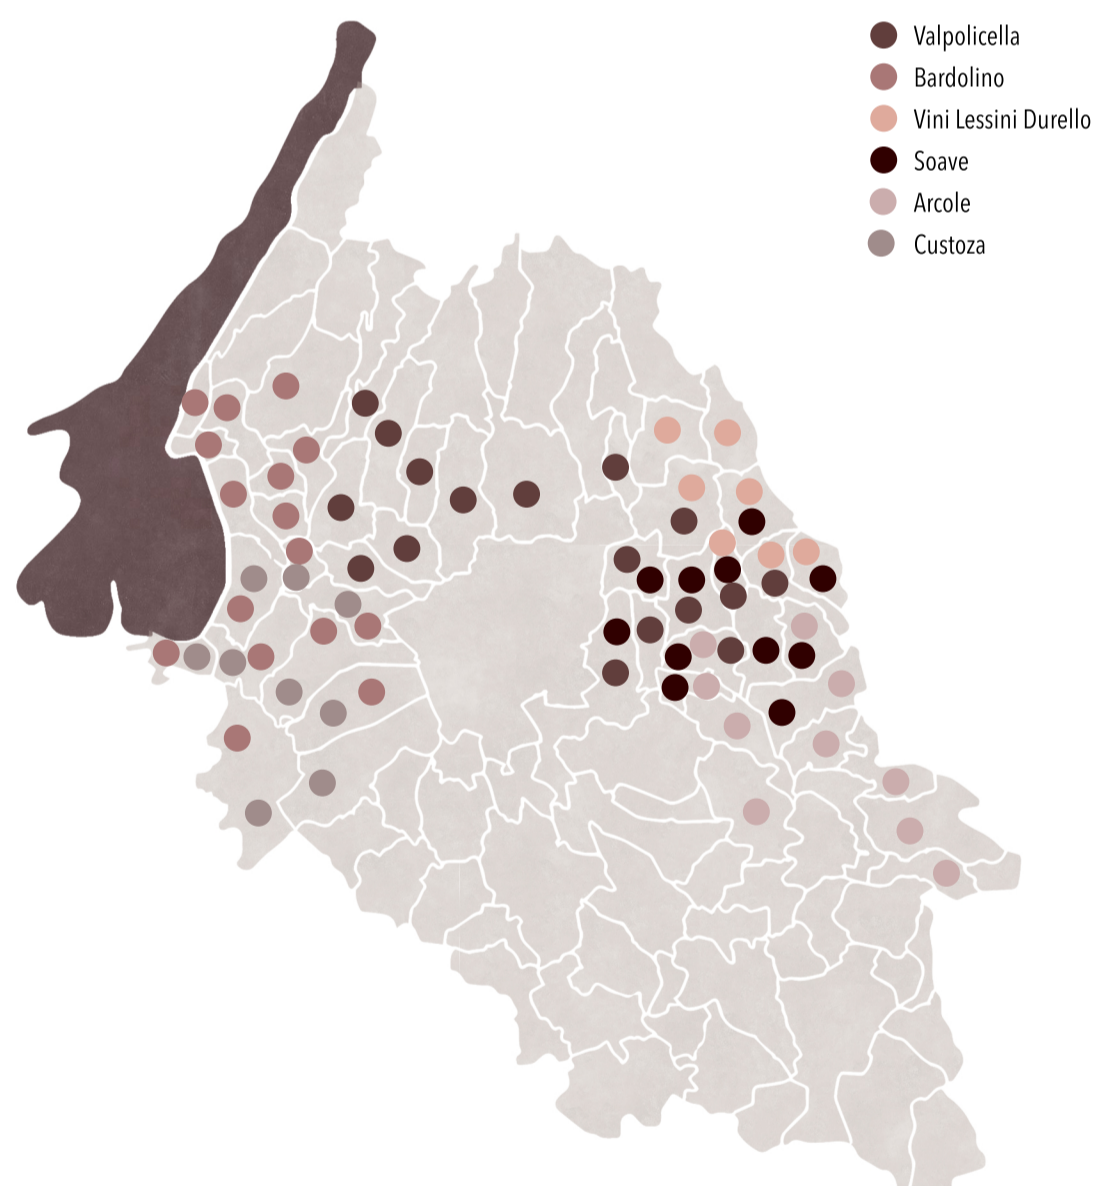 Valpolicella
Bardolino
Vini Lessini Durello
Soave
Arcole
Custoza